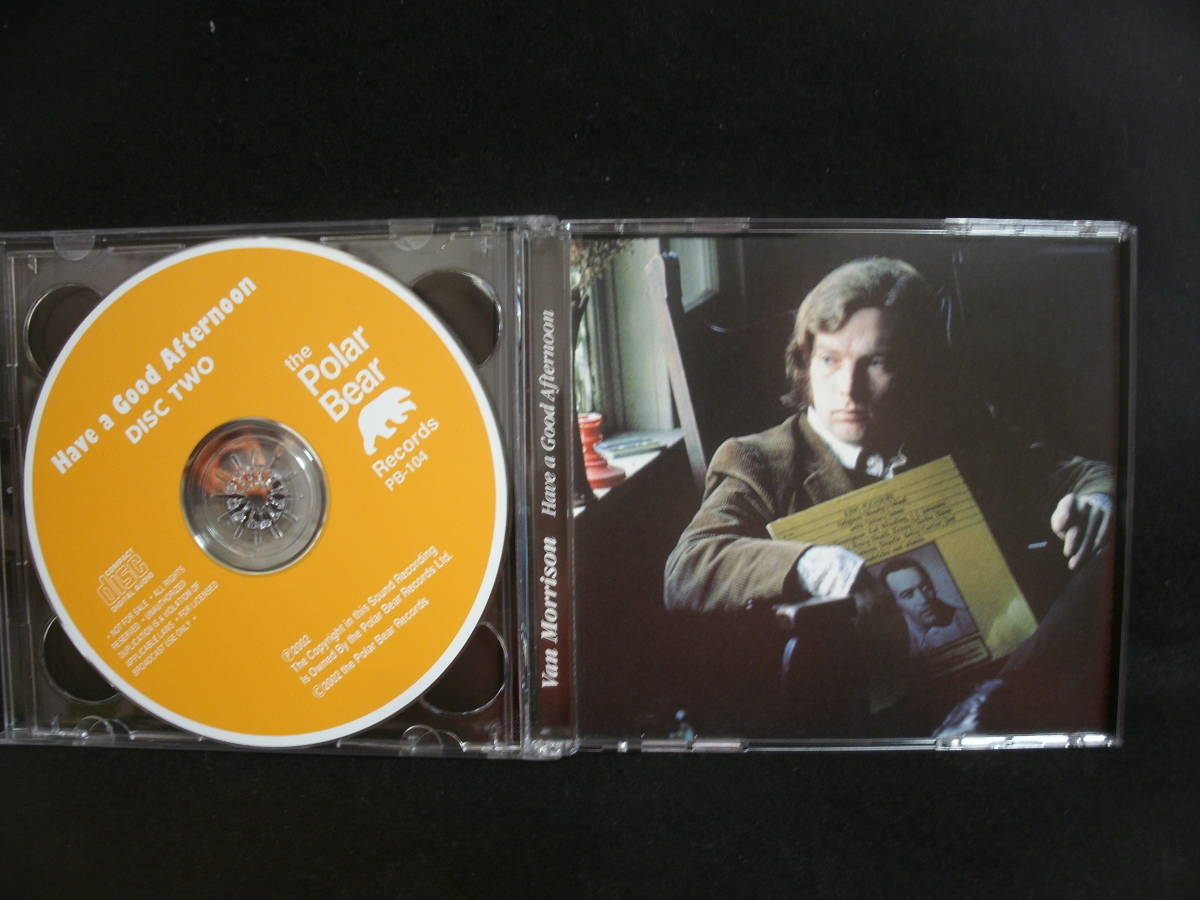 Have a Good Afternoon
DISC TWO
the
Polar
Bear
Records
PB-104
COMPACT
disc
DIGITAL AUDIO
• NOT FOR SALE • ALL RIGHTS
RESERVED • UNAUTHORIZED
DUPLICATION IS A VIOLATION OF
APPLICABLE LAWS • FOR LICENSED
BROADCAST USE ONLY •
Ⓟ2002
The Copyright in this Sound Recording
is Owned By the Polar Bear Records Ltd.
Ⓒ2002 the Polar Bear Records
Van Morrison Have a Good Afternoon